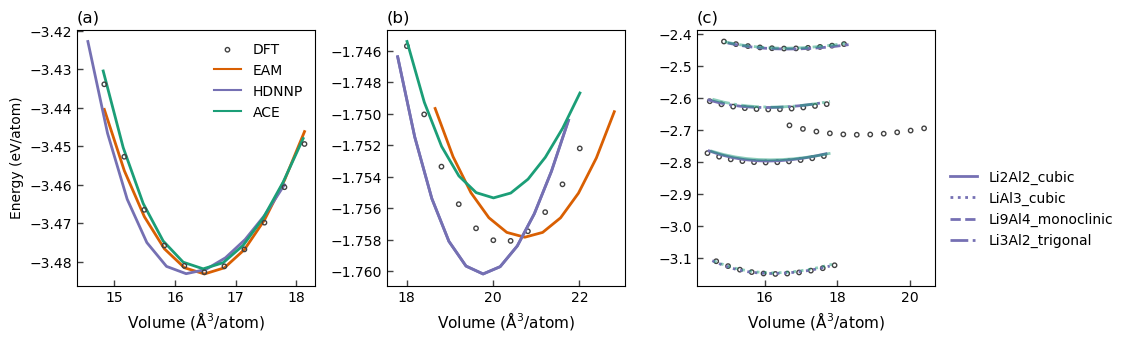 (a)
(b)
(c)
Energy (eV/atom)
−3.42
−3.43
−3.44
−3.45
−3.46
−3.47
−3.48
15
16
17
18
Volume (Å³/atom)
DFT
EAM
HDNNP
ACE
−1.746
−1.748
−1.750
−1.752
−1.754
−1.756
−1.758
−1.760
18
20
22
Volume (Å³/atom)
−2.4
−2.5
−2.6
−2.7
−2.8
−2.9
−3.0
−3.1
16
18
20
Volume (Å³/atom)
Li2Al2_cubic
LiAl3_cubic
Li9Al4_monoclinic
Li3Al2_trigonal